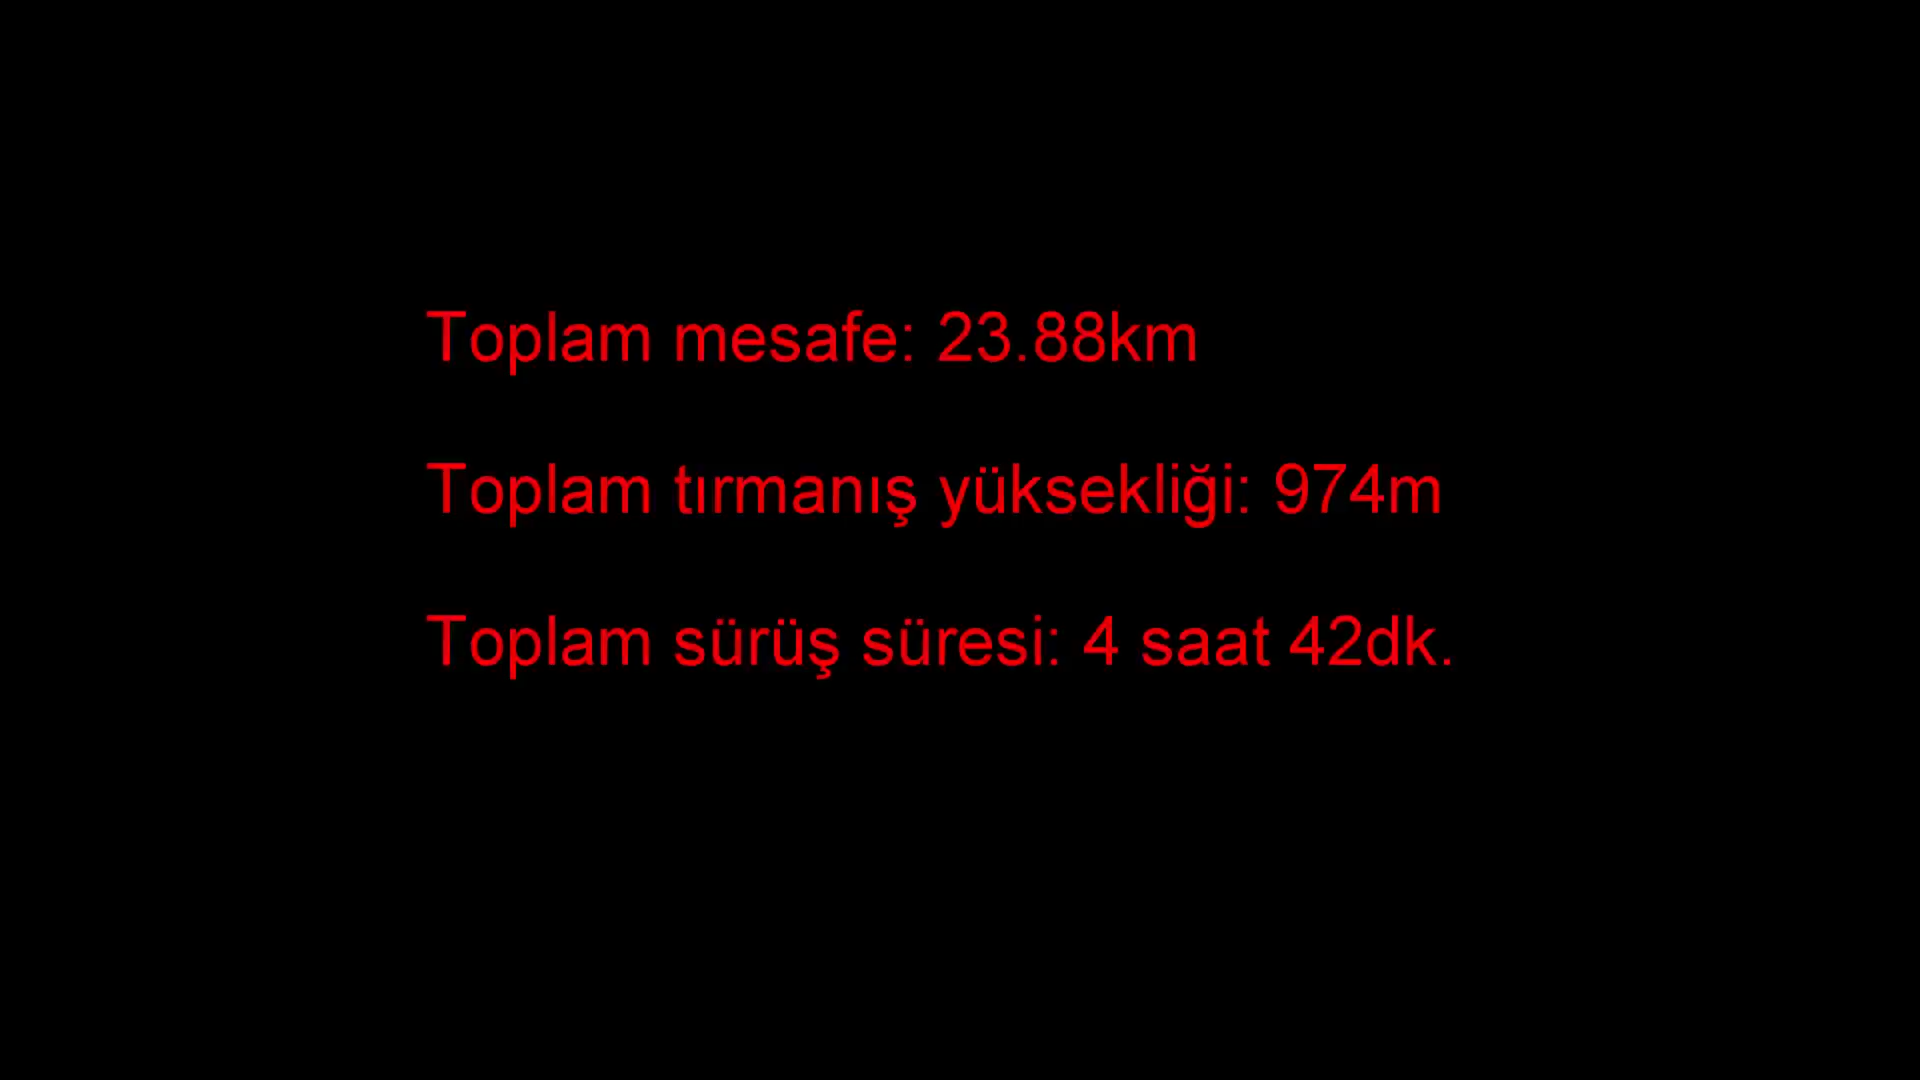 Toplam mesafe: 23.88km
Toplam tırmanış yüksekliği: 974m
Toplam sürüş süresi: 4 saat 42dk.